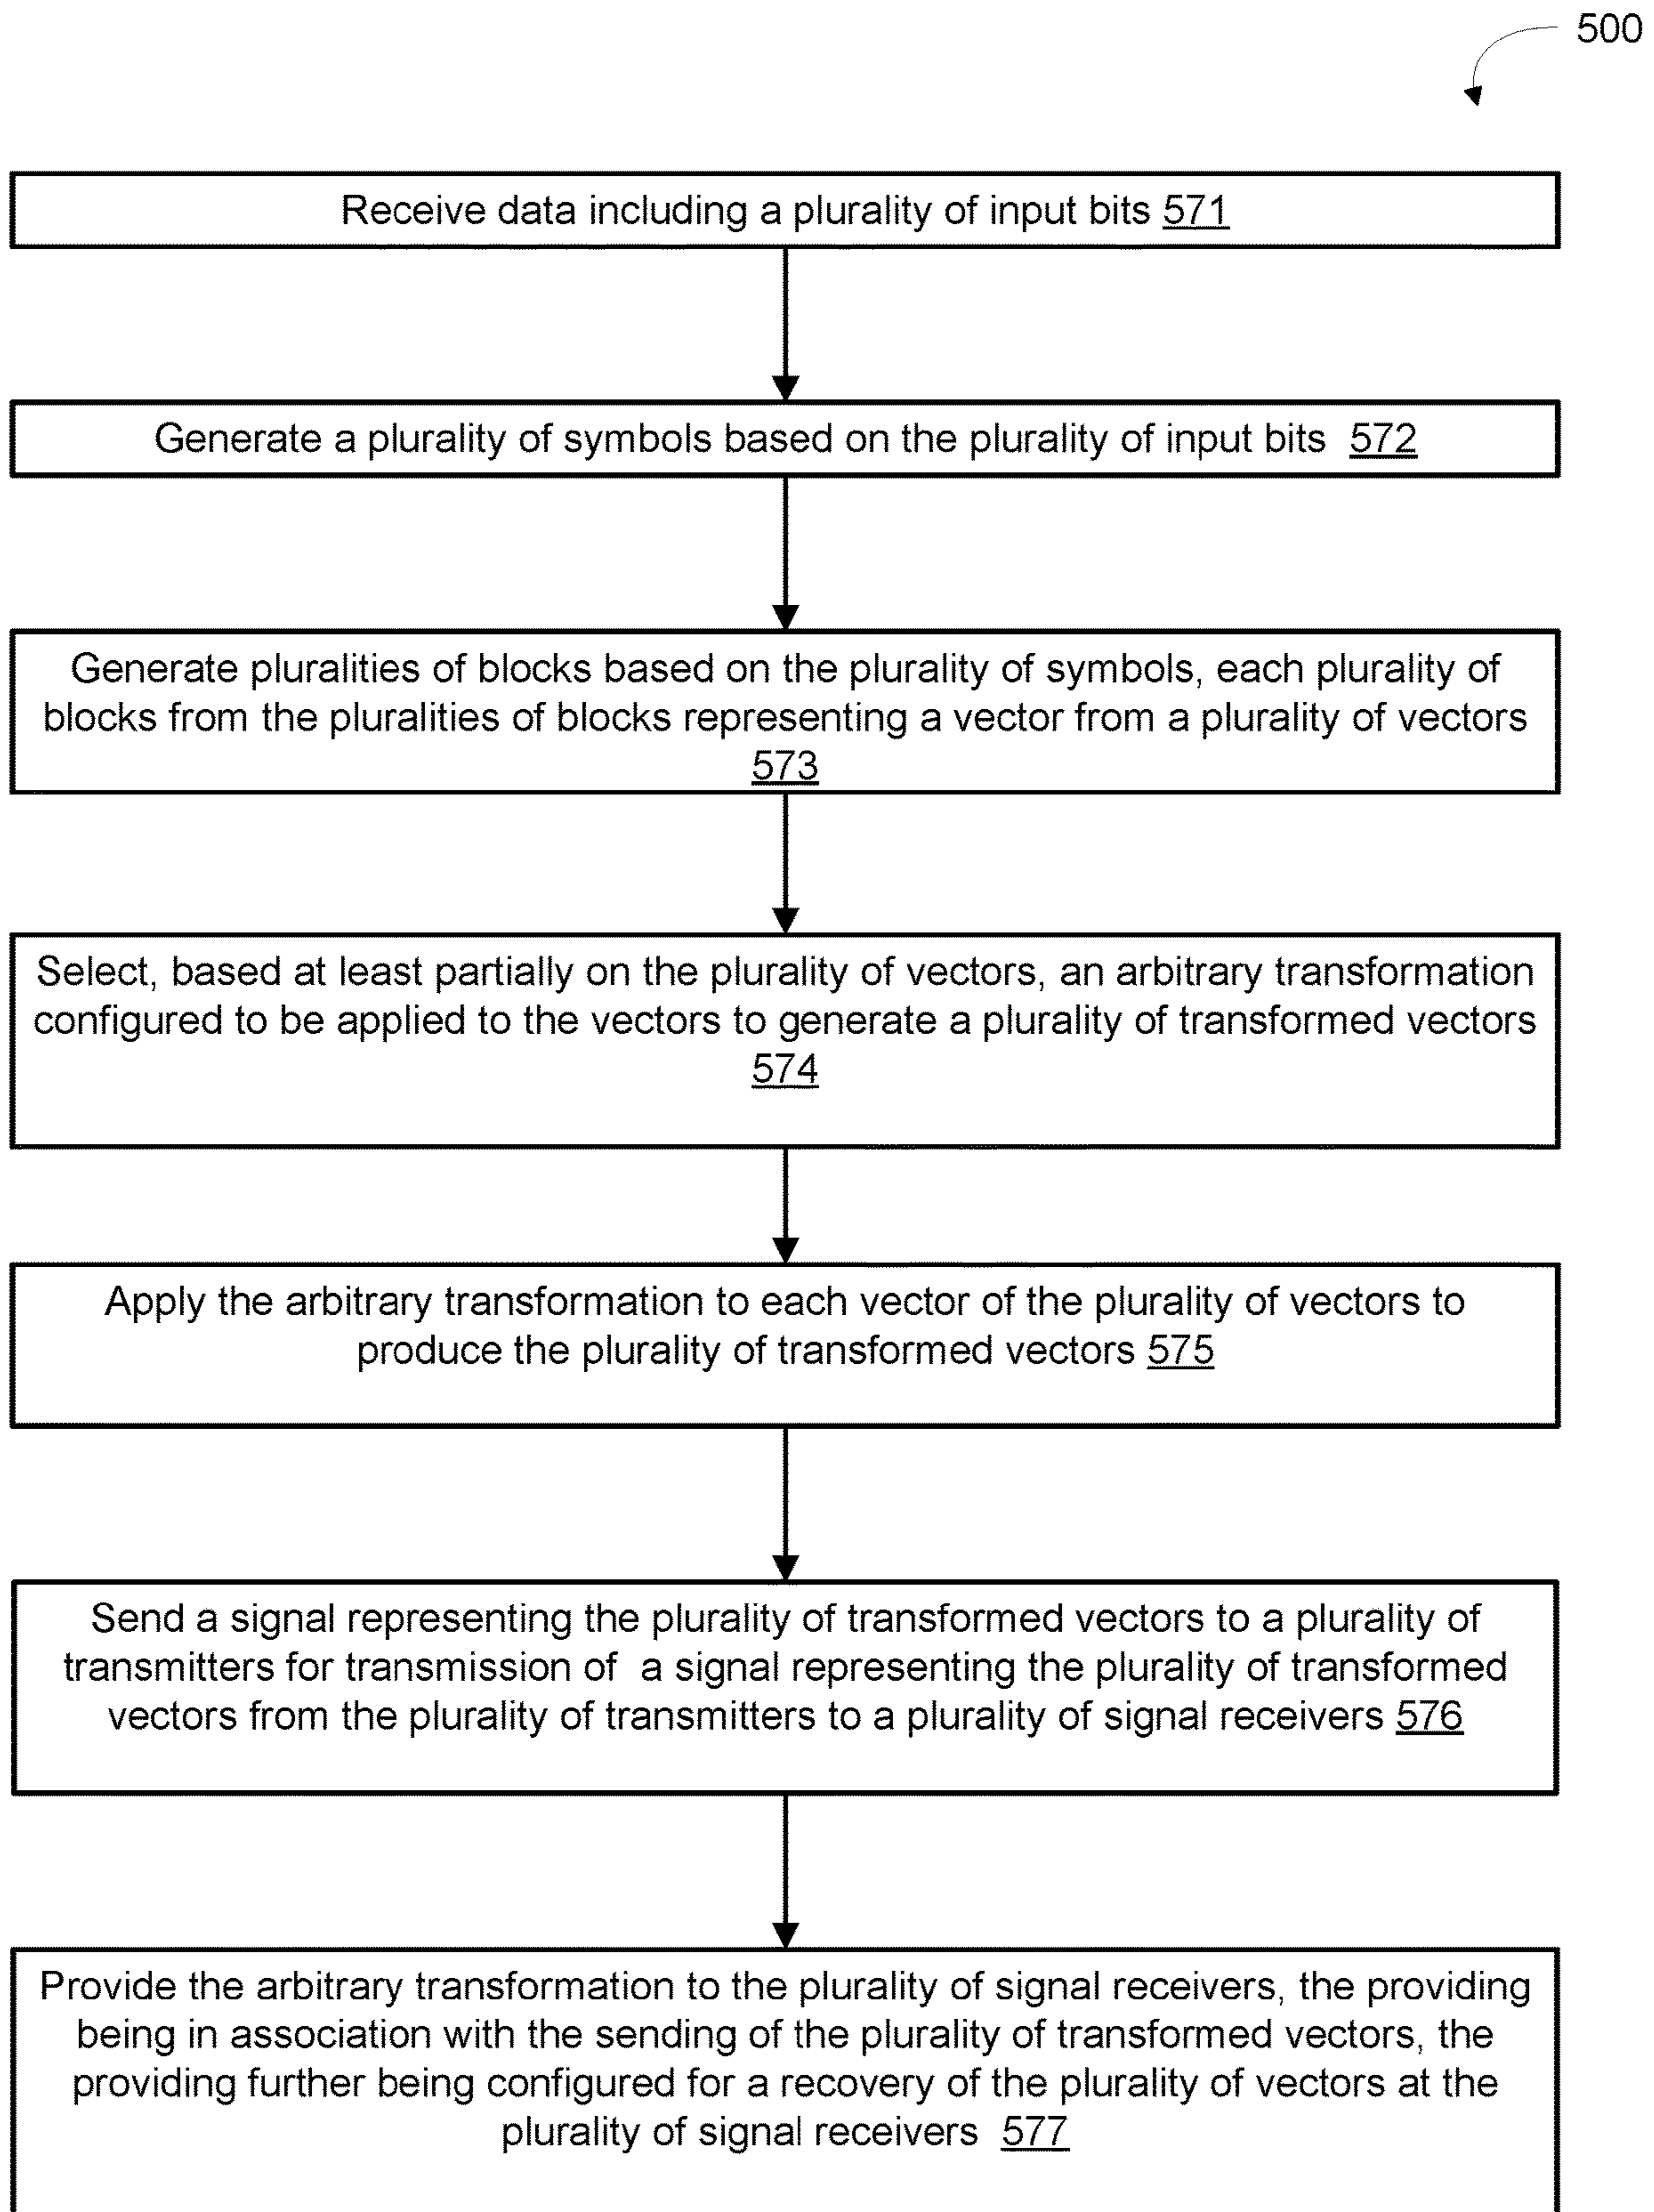 500
Receive data including a plurality of input bits 571
Generate a plurality of symbols based on the plurality of input bits 572
Generate pluralities of blocks based on the plurality of symbols, each plurality of
blocks from the pluralities of blocks representing a vector from a plurality of vectors
573
Select, based at least partially on the plurality of vectors, an arbitrary transformation
configured to be applied to the vectors to generate a plurality of transformed vectors
574
Apply the arbitrary transformation to each vector of the plurality of vectors to
produce the plurality of transformed vectors 575
Send a signal representing the plurality of transformed vectors to a plurality of
transmitters for transmission of a signal representing the plurality of transformed
vectors from the plurality of transmitters to a plurality of signal receivers 576
Provide the arbitrary transformation to the plurality of signal receivers, the providing
being in association with the sending of the plurality of transformed vectors, the
providing further being configured for a recovery of the plurality of vectors at the
plurality of signal receivers 577